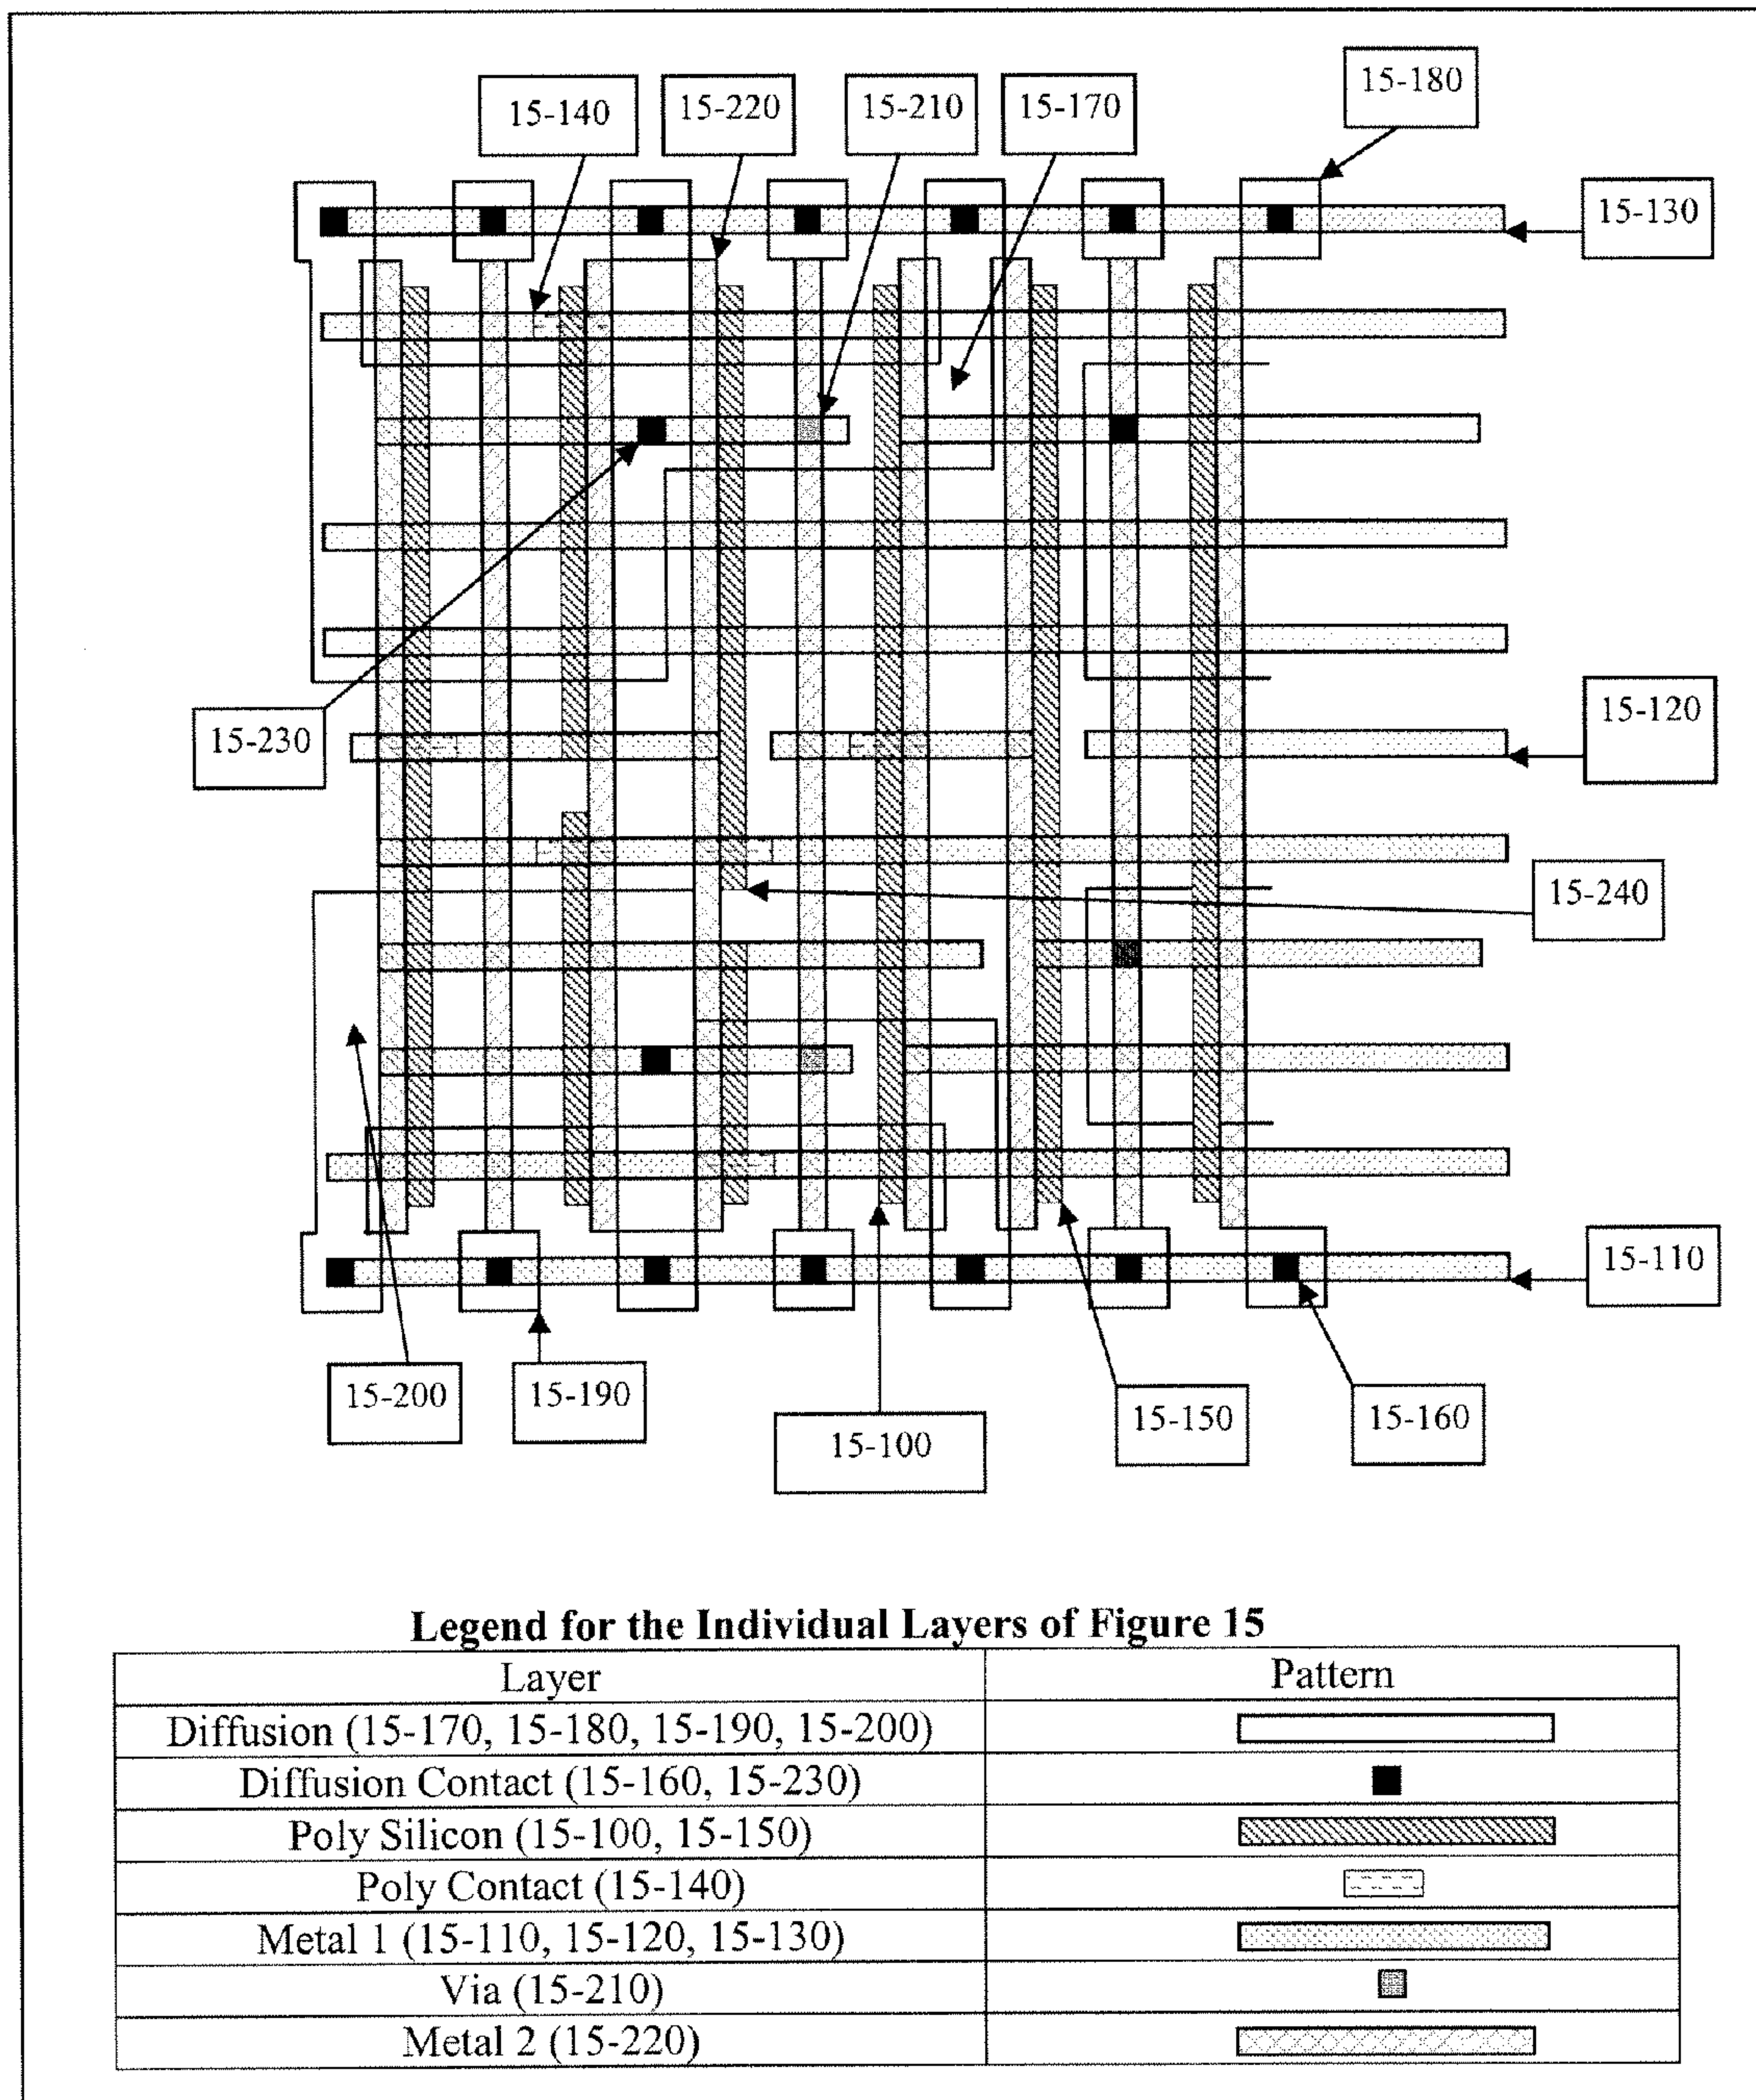 15-140
15-220
15-210
15-170
15-180
15-130
15-230
15-120
15-240
15-110
15-200
15-190
15-100
15-150
15-160
Legend for the Individual Layers of Figure 15
Layer Pattern
Diffusion (15-170, 15-180, 15-190, 15-200)
Diffusion Contact (15-160, 15-230)
Poly Silicon (15-100, 15-150)
Poly Contact (15-140)
Metal 1 (15-110, 15-120, 15-130)
Via (15-210)
Metal 2 (15-220)